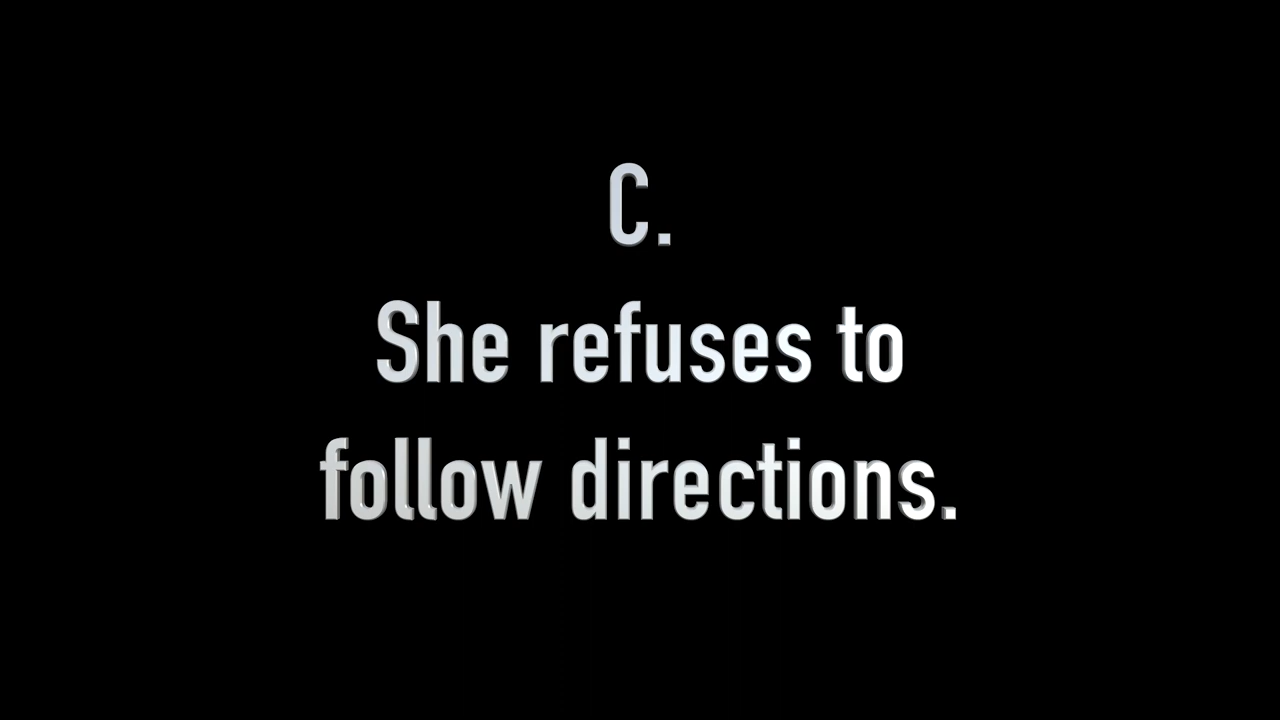 C.
She refuses to
follow directions.